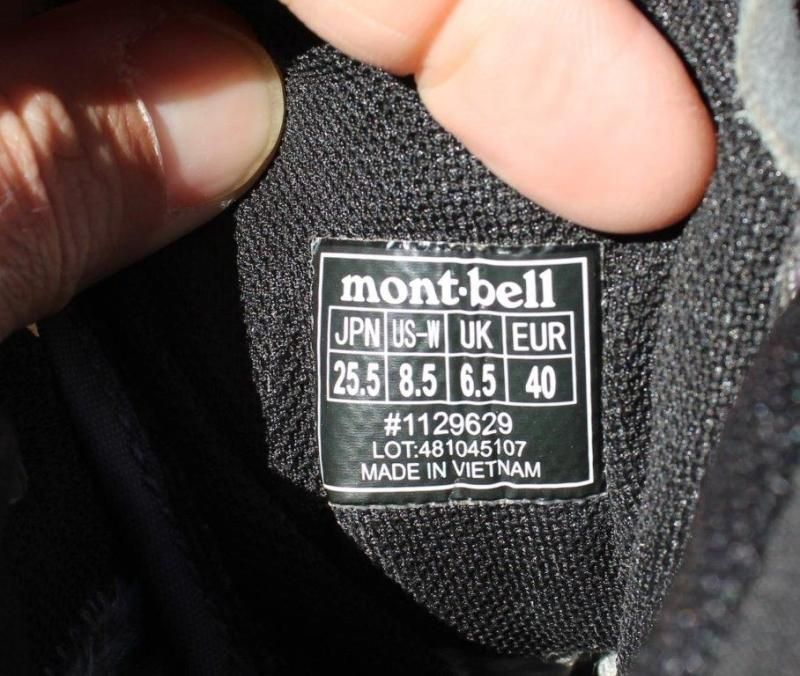 mont·bell
JPN US-W UK EUR
25.5 8.5 6.5 40
#1129629
LOT:481045107
MADE IN VIETNAM